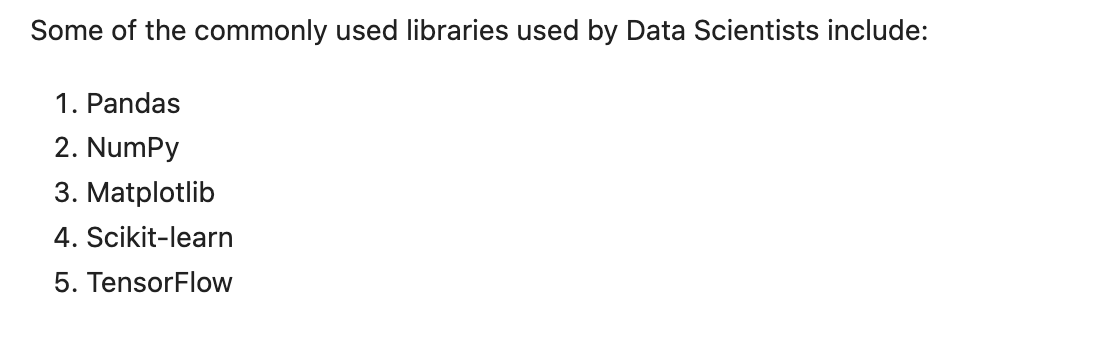 Some of the commonly used libraries used by Data Scientists include:
1. Pandas
2. NumPy
3. Matplotlib
4. Scikit-learn
5. TensorFlow